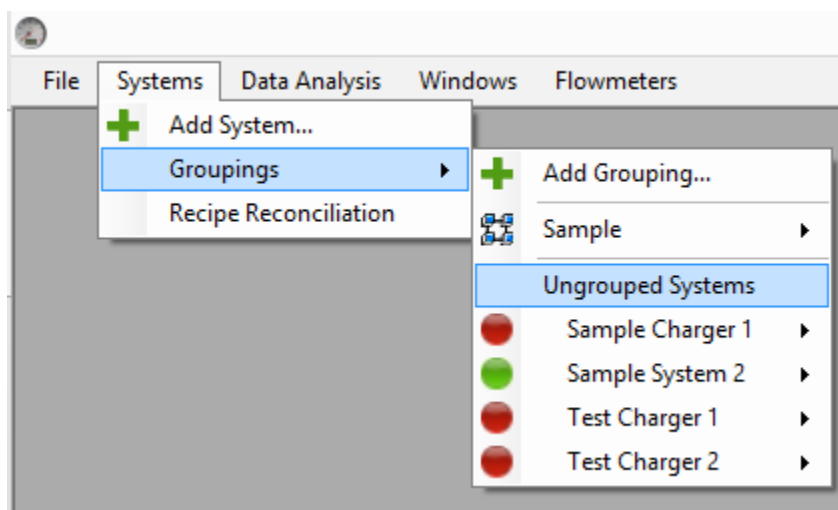 File Systems Data Analysis Windows Flowmeters
Add System...
Groupings
Recipe Reconciliation
Add Grouping...
Sample
Ungrouped Systems
Sample Charger 1
Sample System 2
Test Charger 1
Test Charger 2